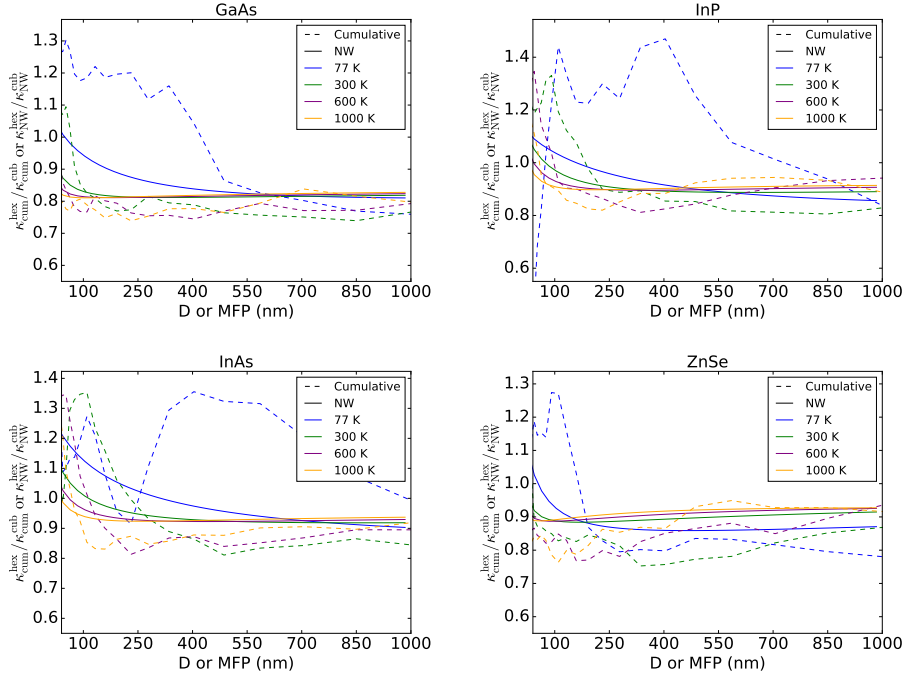 GaAs
κ_cum^hex/κ_cum^cub or κ_NW^hex/κ_NW^cub
1.3
1.2
1.1
1.0
0.9
0.8
0.7
0.6
Cumulative
NW
77 K
300 K
600 K
1000 K
100 250 400 550 700 850 1000
D or MFP (nm)
InP
κ_cum^hex/κ_cum^cub or κ_NW^hex/κ_NW^cub
1.4
1.2
1.0
0.8
0.6
Cumulative
NW
77 K
300 K
600 K
1000 K
100 250 400 550 700 850 1000
D or MFP (nm)
InAs
κ_cum^hex/κ_cum^cub or κ_NW^hex/κ_NW^cub
1.4
1.3
1.2
1.1
1.0
0.9
0.8
0.7
0.6
Cumulative
NW
77 K
300 K
600 K
1000 K
100 250 400 550 700 850 1000
D or MFP (nm)
ZnSe
κ_cum^hex/κ_cum^cub or κ_NW^hex/κ_NW^cub
1.3
1.2
1.1
1.0
0.9
0.8
0.7
0.6
Cumulative
NW
77 K
300 K
600 K
1000 K
100 250 400 550 700 850 1000
D or MFP (nm)